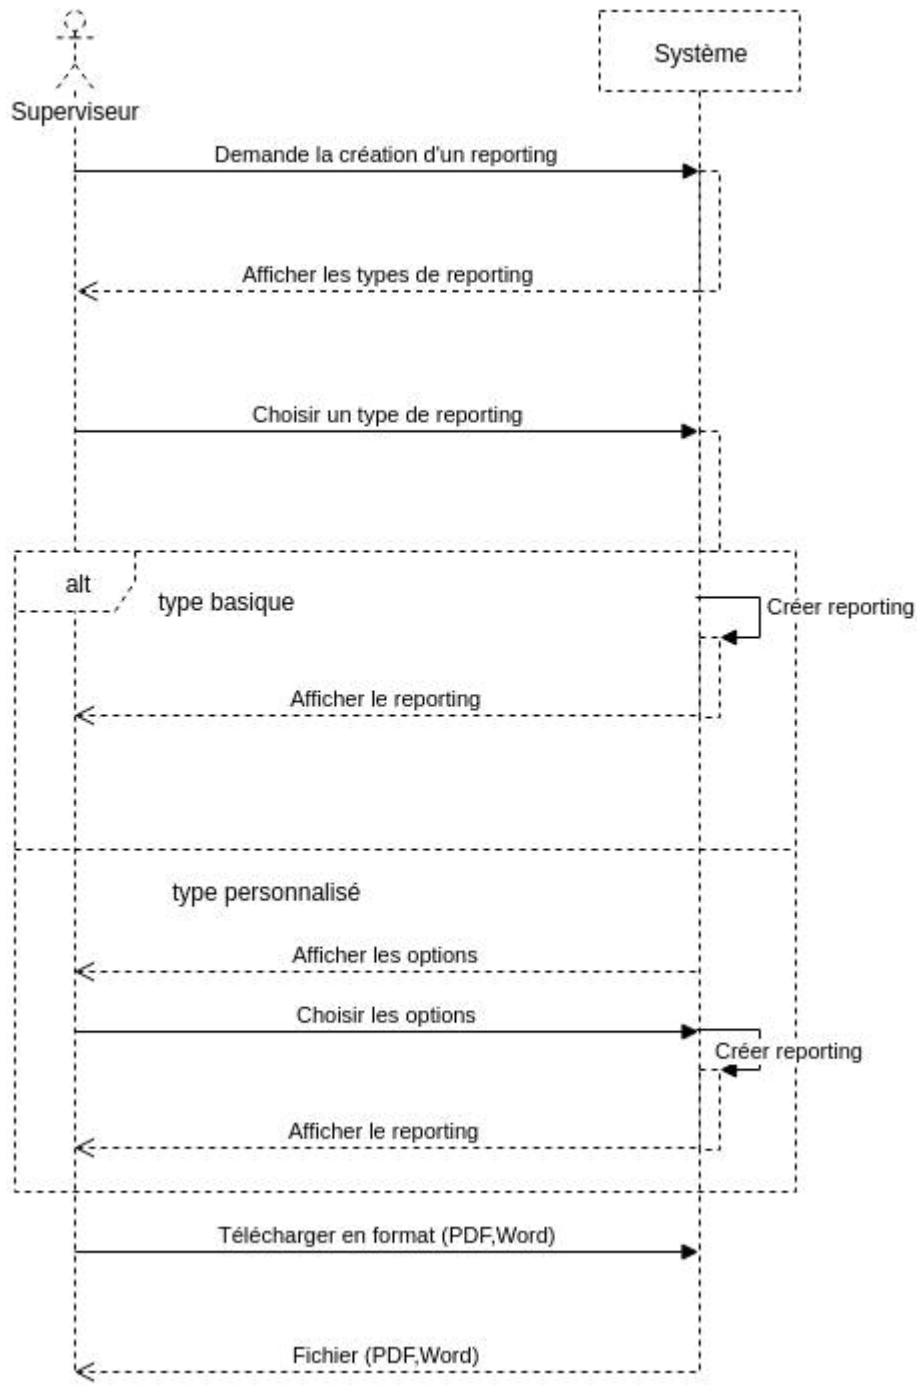 Système
Superviseur
Demande la création d'un reporting
Afficher les types de reporting
Choisir un type de reporting
alt
type basique
Créer reporting
Afficher le reporting
type personnalisé
Afficher les options
Choisir les options
Créer reporting
Afficher le reporting
Télécharger en format (PDF,Word)
Fichier (PDF,Word)